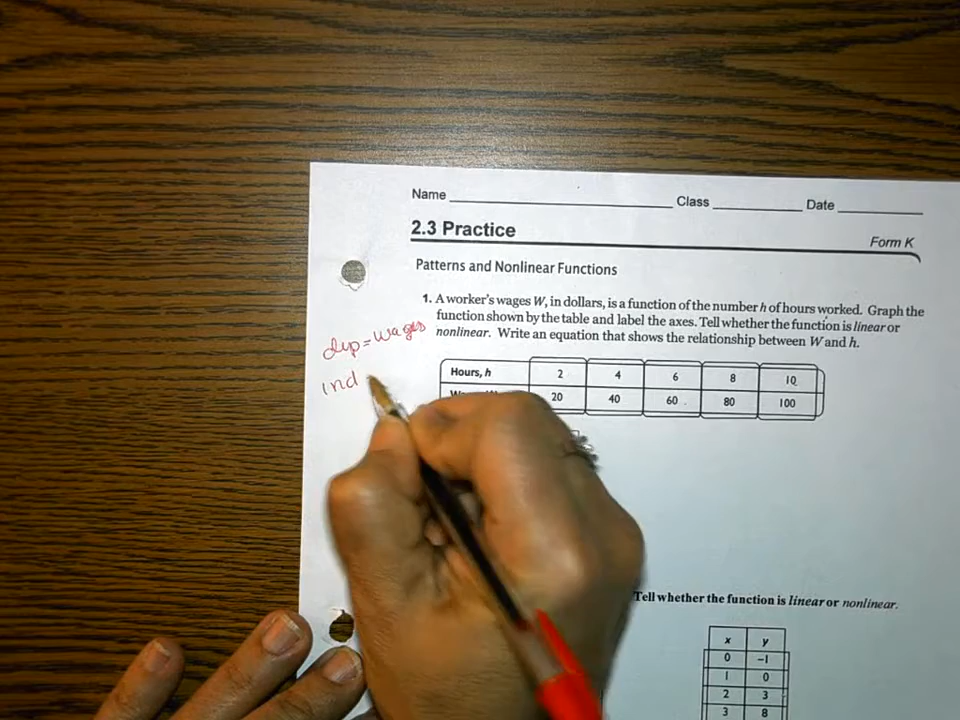 Name Class Date
2.3 Practice
Form K
Patterns and Nonlinear Functions
1. A worker's wages W, in dollars, is a function of the number h of hours worked. Graph the
function shown by the table and label the axes. Tell whether the function is linear or
nonlinear. Write an equation that shows the relationship between W and h.
dep = wages
ind
Hours, h 2 4 6 8 10
20 40 60 80 100
Tell whether the function is linear or nonlinear.
x y
0 -1
1 0
2 3
3 8